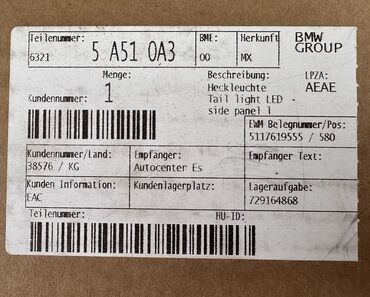 Teilenummer: BME: Herkunft BMW
6321 5 A51 0A3 00 MX GROUP
Menge: Beschreibung: LPZA:
1 Heckleuchte AEAE
Kundennummer: Tail light LED
side panel l
EWM Belegnummer/Pos:
5117619555 / 580
Kundennummer/Land: Empfänger: Empfänger Text:
38576 / KG Autocenter Es
Kunden Information: Kundenlagerplatz: Lageraufgabe:
EAC 729164868
Teilenummer: HU-ID: